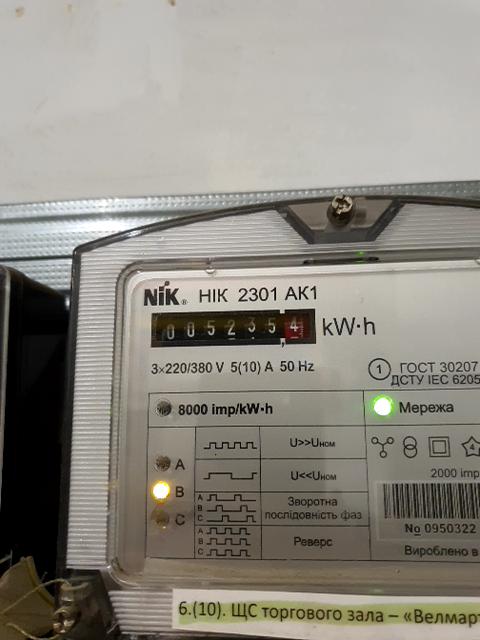 NiK® НІК 2301 АК1
0052354 kW·h
3×220/380 V 5(10) A 50 Hz
1 ГОСТ 30207
ДСТУ IEC 6205
8000 imp/kW·h
Мережа
U>>Uном
A
B
C
U<<Uном
A
B
C
Зворотна
послідовність фаз
A
B
C
Реверс
4
2000 imp
No 0950322
Вироблено в
6.(10). ЩС торгового зала – «Велмарт